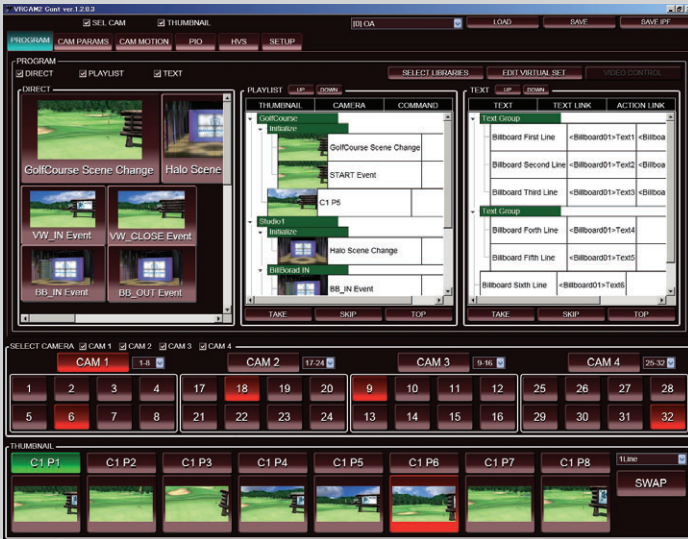 VRCAM2 Cont ver.1.2.0.3
SEL CAM THUMBNAIL [0] OA LOAD SAVE SAVE IPF
PROGRAM CAM PARAMS CAM MOTION PIO HVS SETUP
PROGRAM
DIRECT PLAYLIST TEXT SELECT LIBRARIES EDIT VIRTUAL SET VIDEO CONTROL
DIRECT
GolfCourse Scene Change Halo Scene
VW_IN Event VW_CLOSE Event
BB_IN Event BB_OUT Event
PLAYLIST UP DOWN
THUMBNAIL CAMERA COMMAND
GolfCourse
Initialize
GolfCourse Scene Change
START Event
C1 P5
Studio1
Initialize
Halo Scene Change
BillBorad IN
BB_IN Event
TAKE SKIP TOP
TEXT UP DOWN
TEXT TEXT LINK ACTION LINK
Text Group
Billboard First Line <Billboard01>Text1 <Billboa
Billboard Second Line <Billboard01>Text2 <Billboa
Billboard Third Line <Billboard01>Text3 <Billboa
Text Group
Billboard Forth Line <Billboard01>Text4
Billboard Fifth Line <Billboard01>Text5
Billboard Sixth Line <Billboard01>Text6
TAKE SKIP TOP
SELECT CAMERA CAM 1 CAM 2 CAM 3 CAM 4
CAM 1 1-8 CAM 2 17-24 CAM 3 9-16 CAM 4 25-32
1 2 3 4 17 18 19 20 9 10 11 12 25 26 27 28
5 6 7 8 21 22 23 24 13 14 15 16 29 30 31 32
THUMBNAIL
C1 P1 C1 P2 C1 P3 C1 P4 C1 P5 C1 P6 C1 P7 C1 P8 1Line
SWAP